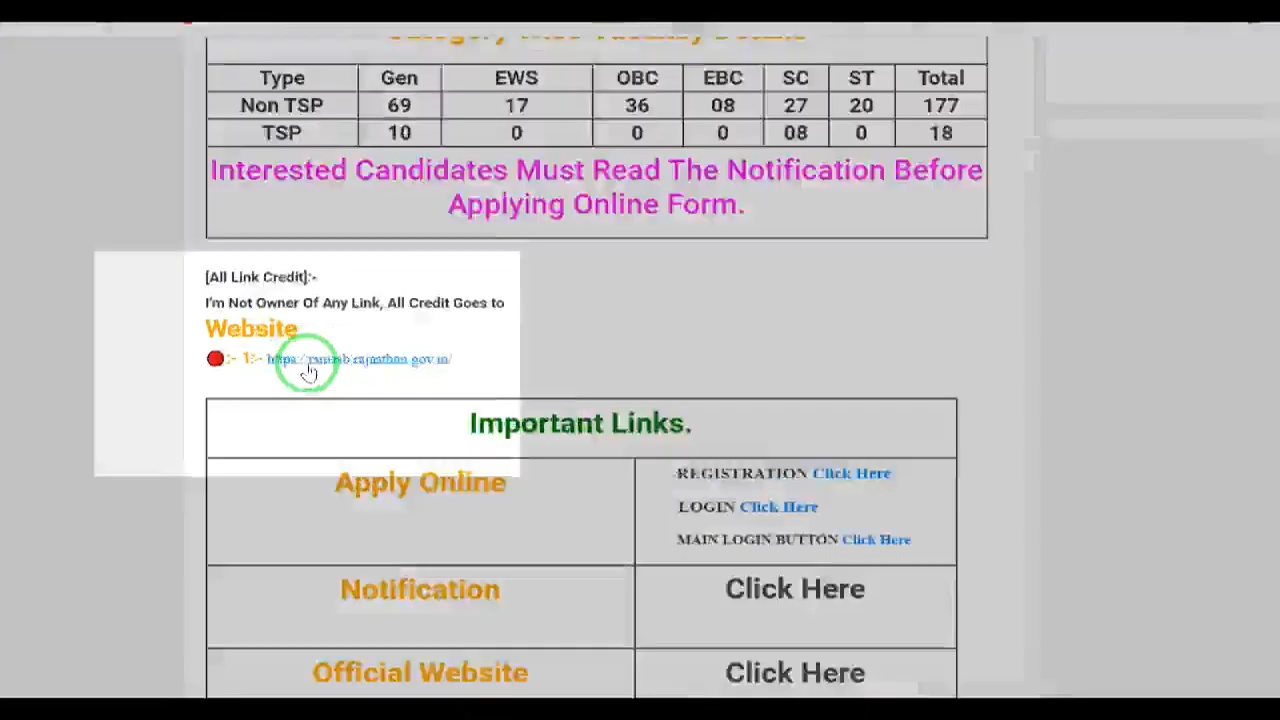 Type Gen EWS OBC EBC SC ST Total
Non TSP 69 17 36 08 27 20 177
TSP 10 0 0 0 08 0 18
Interested Candidates Must Read The Notification Before
Applying Online Form.
[All Link Credit]:-
I'm Not Owner Of Any Link, All Credit Goes to
Website
:- 1:-
Important Links.
Apply Online
REGISTRATION Click Here
LOGIN Click Here
MAIN LOGIN BUTTON Click Here
Notification Click Here
Official Website Click Here